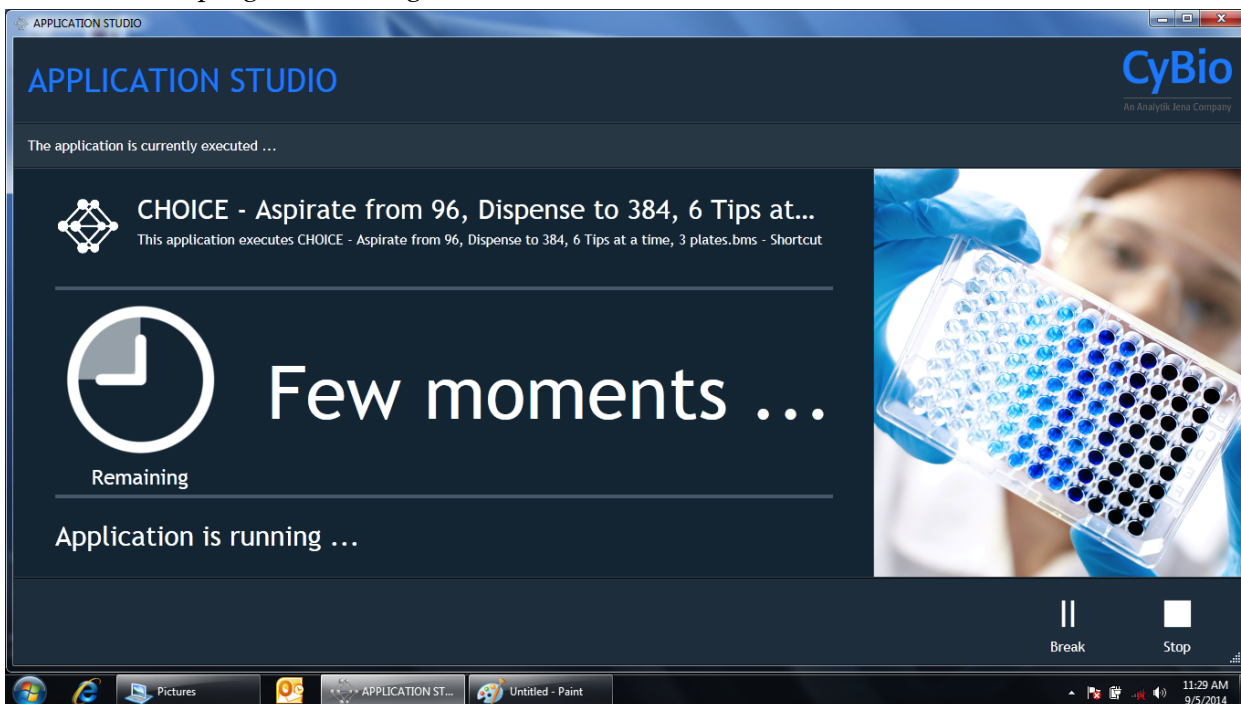 APPLICATION STUDIO
APPLICATION STUDIO
CyBio
An Analytik Jena Company
The application is currently executed ...
CHOICE - Aspirate from 96, Dispense to 384, 6 Tips at...
This application executes CHOICE - Aspirate from 96, Dispense to 384, 6 Tips at a time, 3 plates.bms - Shortcut
Few moments ...
Remaining
Application is running ...
Break
Stop
Pictures
APPLICATION ST...
Untitled - Paint
11:29 AM
9/5/2014